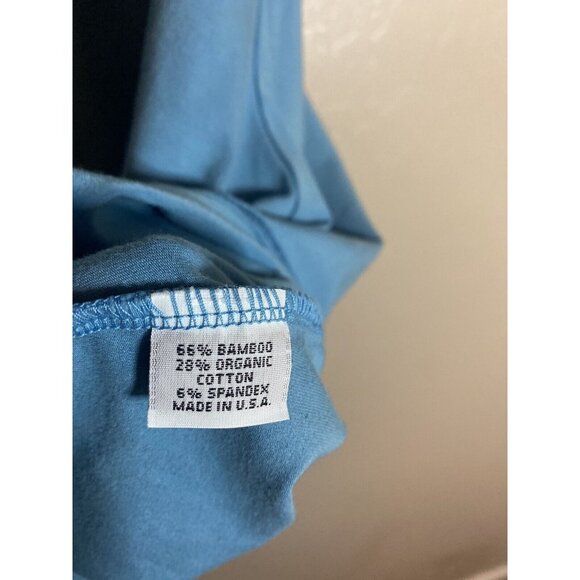 66% BAMBOO
28% ORGANIC
COTTON
6% SPANDEX
MADE IN U.S.A.